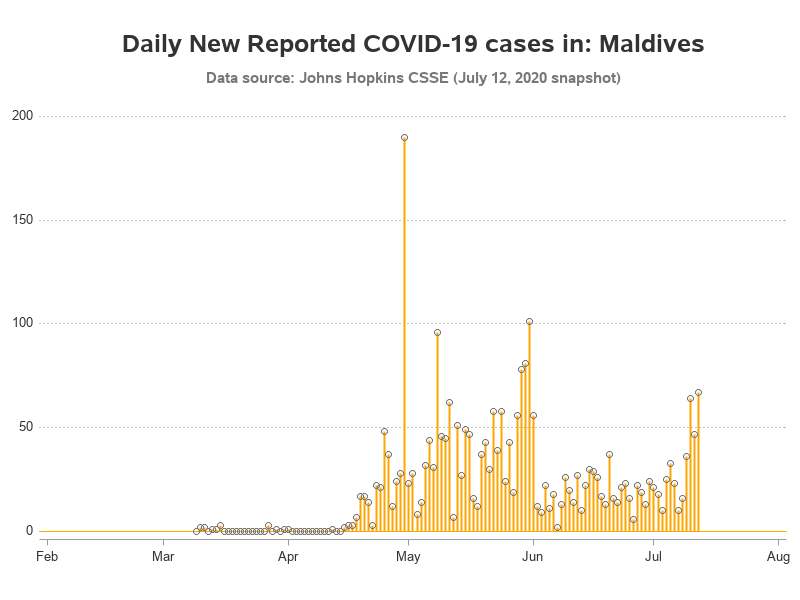 Daily New Reported COVID-19 cases in: Maldives
Data source: Johns Hopkins CSSE (July 12, 2020 snapshot)
200
150
100
50
0
Feb Mar Apr May Jun Jul Aug